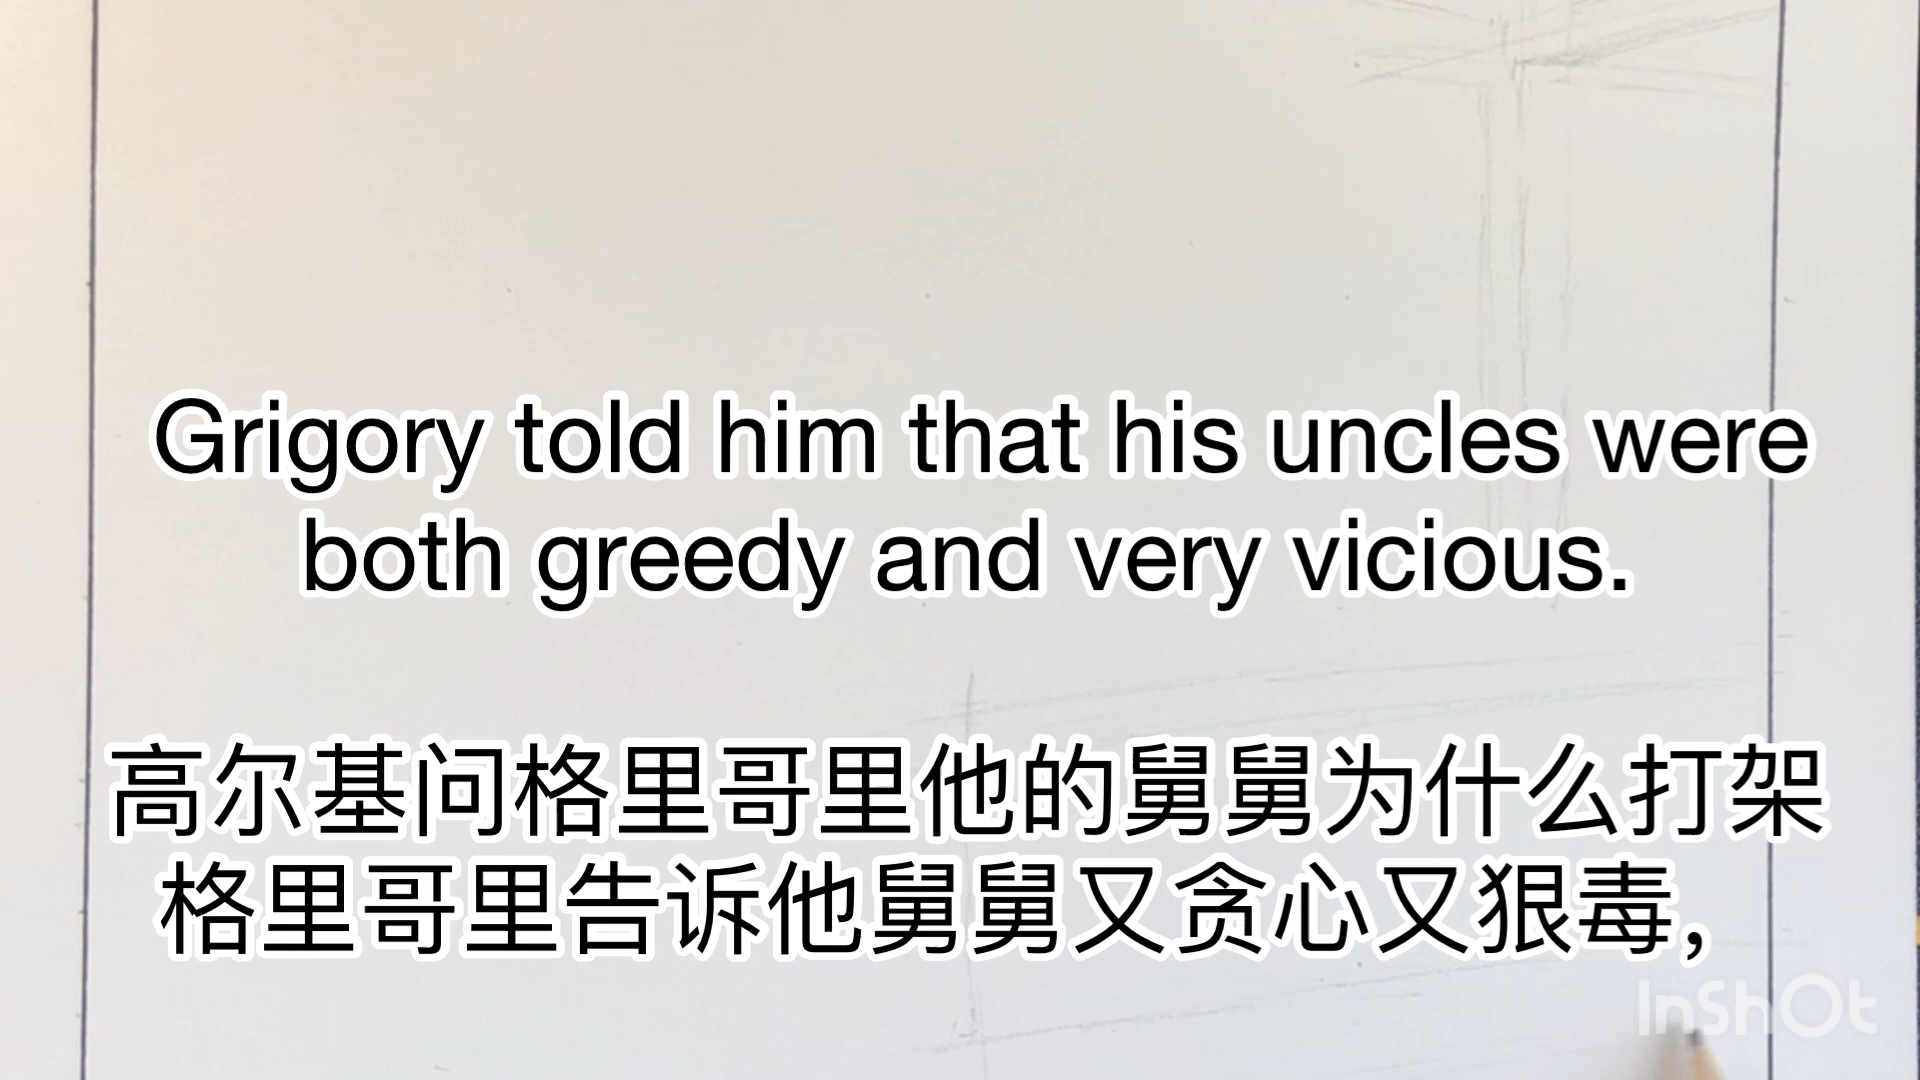 Grigory told him that his uncles were
both greedy and very vicious.
高尔基问格里哥里他的舅舅为什么打架
格里哥里告诉他舅舅又贪心又狠毒，
InShOt